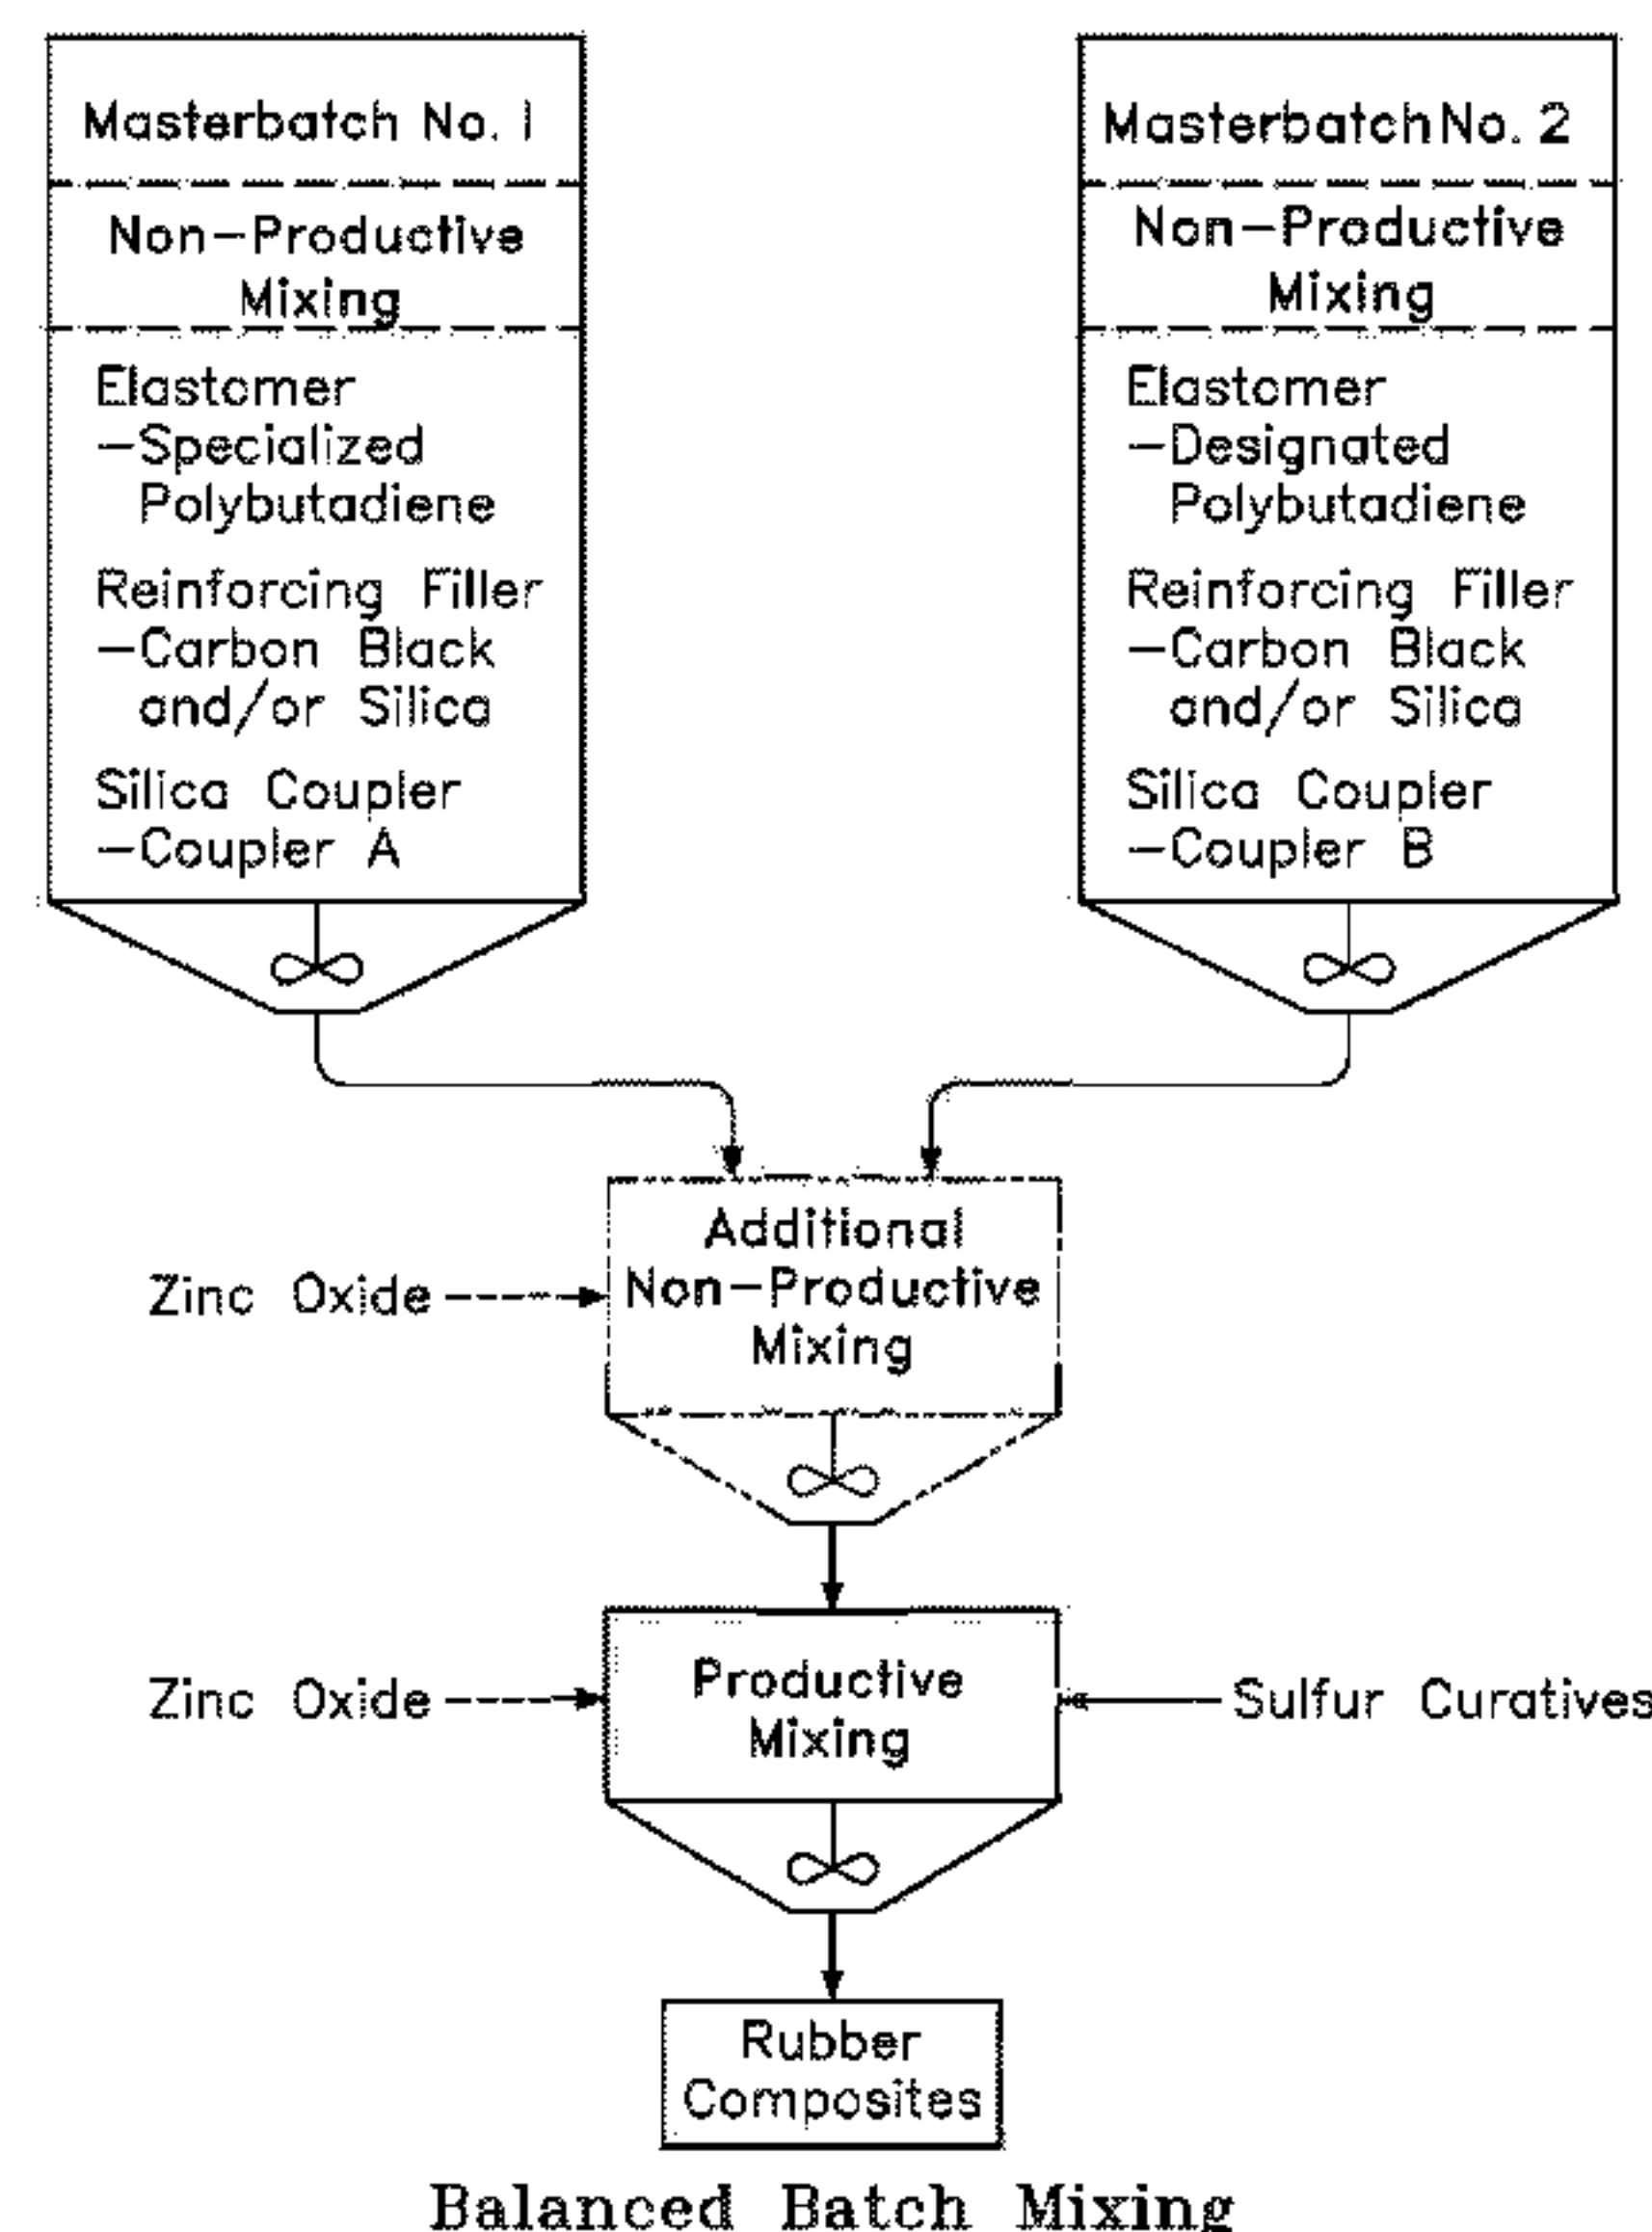 Masterbatch No. 1
Non-Productive
Mixing
Elastomer
-Specialized
Polybutadiene
Reinforcing Filler
-Carbon Black
and/or Silica
Silica Coupler
-Coupler A
Masterbatch No. 2
Non-Productive
Mixing
Elastomer
-Designated
Polybutadiene
Reinforcing Filler
-Carbon Black
and/or Silica
Silica Coupler
-Coupler B
Additional
Non-Productive
Mixing
Zinc Oxide
Productive
Mixing
Zinc Oxide
Sulfur Curatives
Rubber
Composites
Balanced Batch Mixing